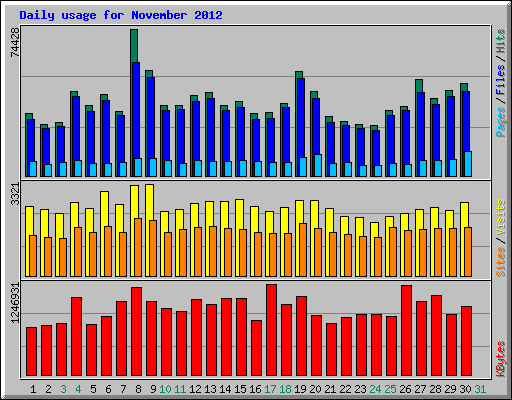 Daily usage for November 2012
74428
Pages/Files/Hits
3321
Sites/Visits
1246931
KBytes
1 2 3 4 5 6 7 8 9 10 11 12 13 14 15 16 17 18 19 20 21 22 23 24 25 26 27 28 29 30 31